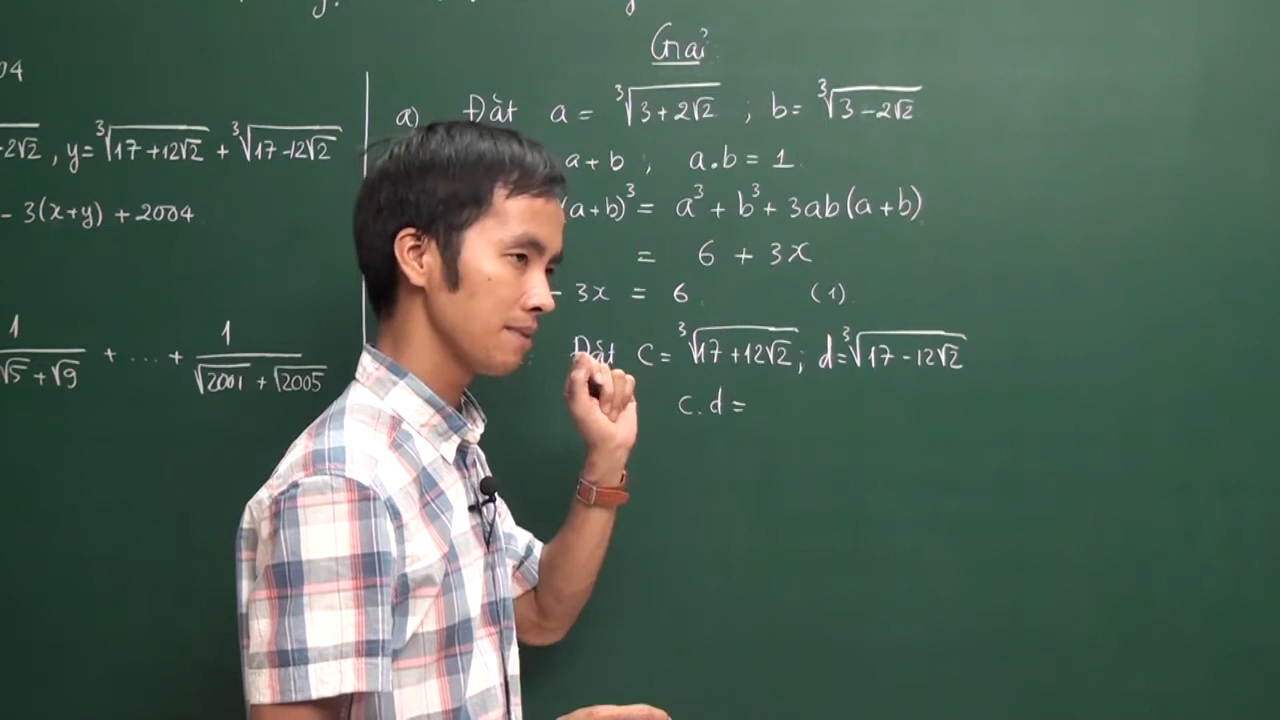 04
-2√2 , y = ∛(17 + 12√2) + ∛(17 - 12√2)
- 3(x+y) + 2004
1/(√5 + √9) + ... + 1/(√2001 + √2005)
Giải
a) Đặt a = ∛(3 + 2√2) ; b = ∛(3 - 2√2)
a + b ; a.b = 1
(a+b)³ = a³ + b³ + 3ab(a+b)
= 6 + 3x
- 3x = 6 (1)
Đặt c = ∛(17 + 12√2) ; d = ∛(17 - 12√2)
c.d =